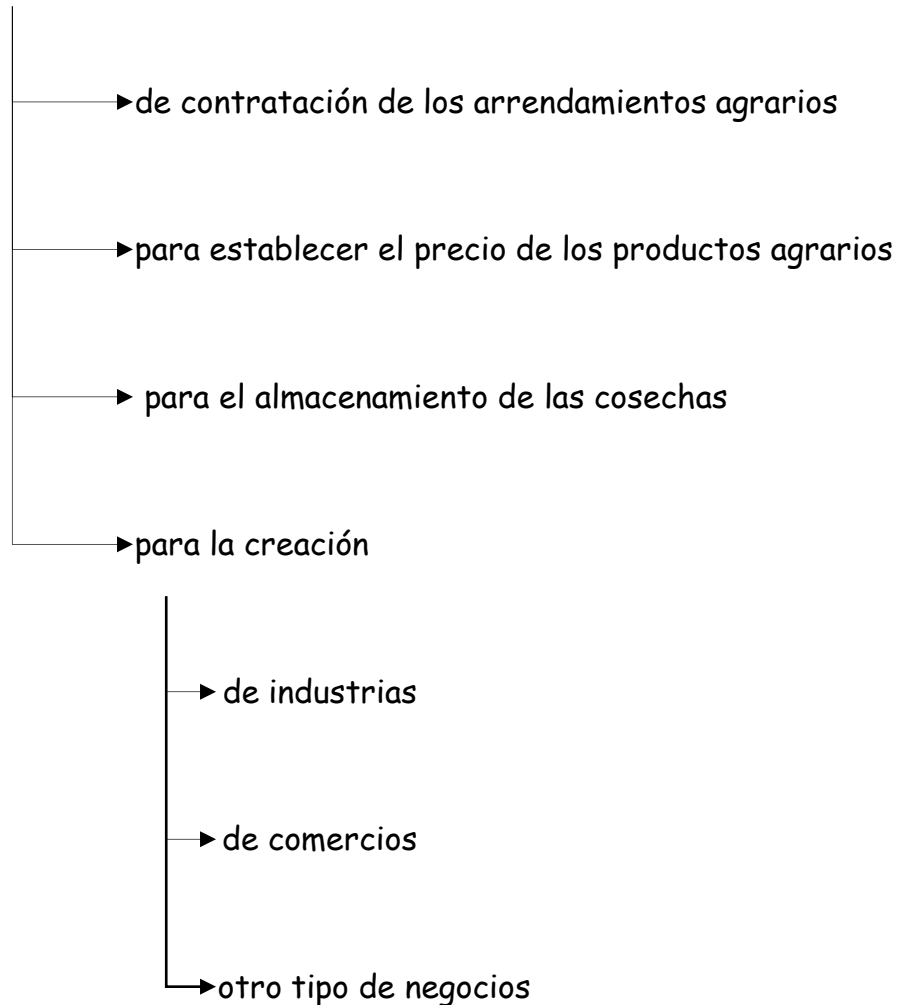 de contratación de los arrendamientos agrarios
para establecer el precio de los productos agrarios
para el almacenamiento de las cosechas
para la creación
de industrias
de comercios
otro tipo de negocios